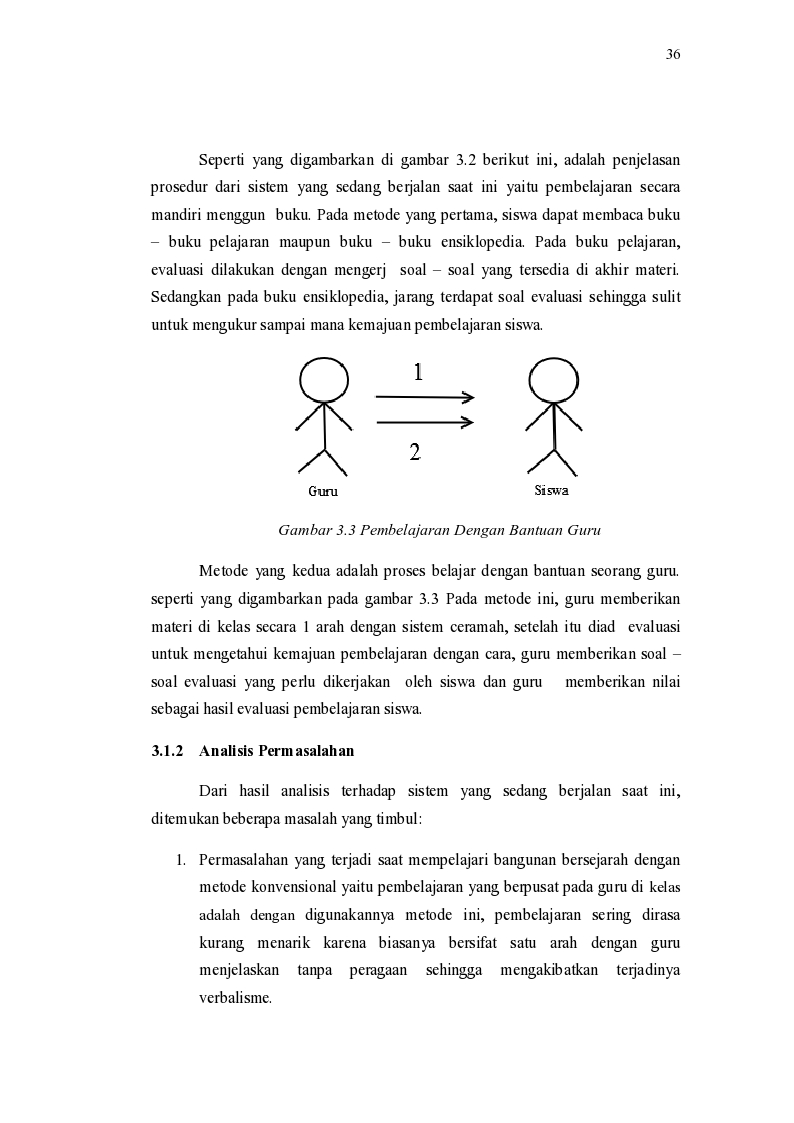 36
Seperti yang digambarkan di gambar 3.2 berikut ini, adalah penjelasan
prosedur dari sistem yang sedang berjalan saat ini yaitu pembelajaran secara
mandiri menggun buku. Pada metode yang pertama, siswa dapat membaca buku
– buku pelajaran maupun buku – buku ensiklopedia. Pada buku pelajaran,
evaluasi dilakukan dengan mengerj soal – soal yang tersedia di akhir materi.
Sedangkan pada buku ensiklopedia, jarang terdapat soal evaluasi sehingga sulit
untuk mengukur sampai mana kemajuan pembelajaran siswa.
1
2
Guru
Siswa
Gambar 3.3 Pembelajaran Dengan Bantuan Guru
Metode yang kedua adalah proses belajar dengan bantuan seorang guru.
seperti yang digambarkan pada gambar 3.3 Pada metode ini, guru memberikan
materi di kelas secara 1 arah dengan sistem ceramah, setelah itu diad evaluasi
untuk mengetahui kemajuan pembelajaran dengan cara, guru memberikan soal –
soal evaluasi yang perlu dikerjakan oleh siswa dan guru memberikan nilai
sebagai hasil evaluasi pembelajaran siswa.
3.1.2 Analisis Permasalahan
Dari hasil analisis terhadap sistem yang sedang berjalan saat ini,
ditemukan beberapa masalah yang timbul:
1. Permasalahan yang terjadi saat mempelajari bangunan bersejarah dengan
metode konvensional yaitu pembelajaran yang berpusat pada guru di kelas
adalah dengan digunakannya metode ini, pembelajaran sering dirasa
kurang menarik karena biasanya bersifat satu arah dengan guru
menjelaskan tanpa peragaan sehingga mengakibatkan terjadinya
verbalisme.